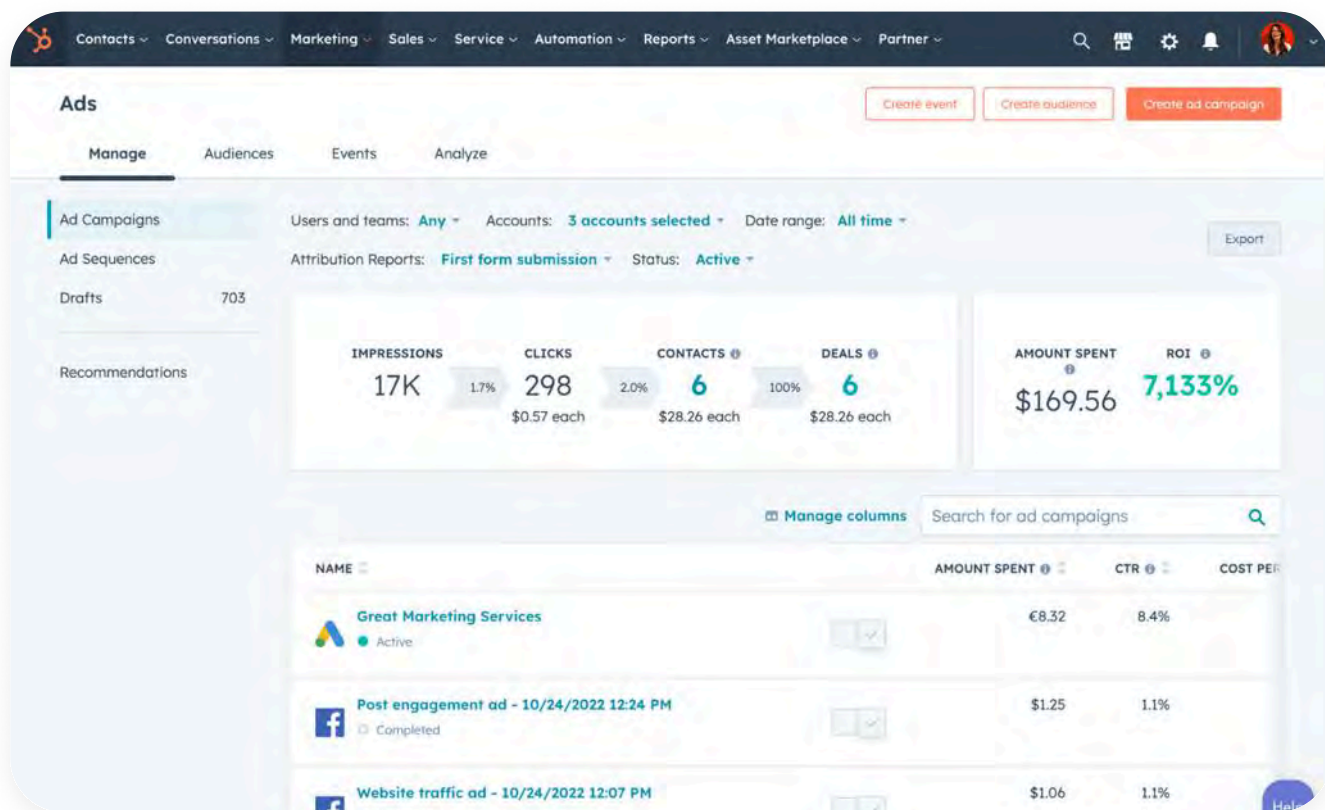 Contacts Conversations Marketing Sales Service Automation Reports Asset Marketplace Partner
Ads
Create event Create audience Create ad campaign
Manage Audiences Events Analyze
Ad Campaigns
Ad Sequences
Drafts 703
Recommendations
Users and teams: Any Accounts: 3 accounts selected Date range: All time
Attribution Reports: First form submission Status: Active
Export
IMPRESSIONS CLICKS CONTACTS DEALS
17K 1.7% 298 2.0% 6 100% 6
$0.57 each $28.26 each $28.26 each
AMOUNT SPENT ROI
$169.56 7,133%
Manage columns Search for ad campaigns
NAME AMOUNT SPENT CTR COST PER
Great Marketing Services €8.32 8.4%
Active
Post engagement ad - 10/24/2022 12:24 PM $1.25 1.1%
Completed
Website traffic ad - 10/24/2022 12:07 PM $1.06 1.1%
Help